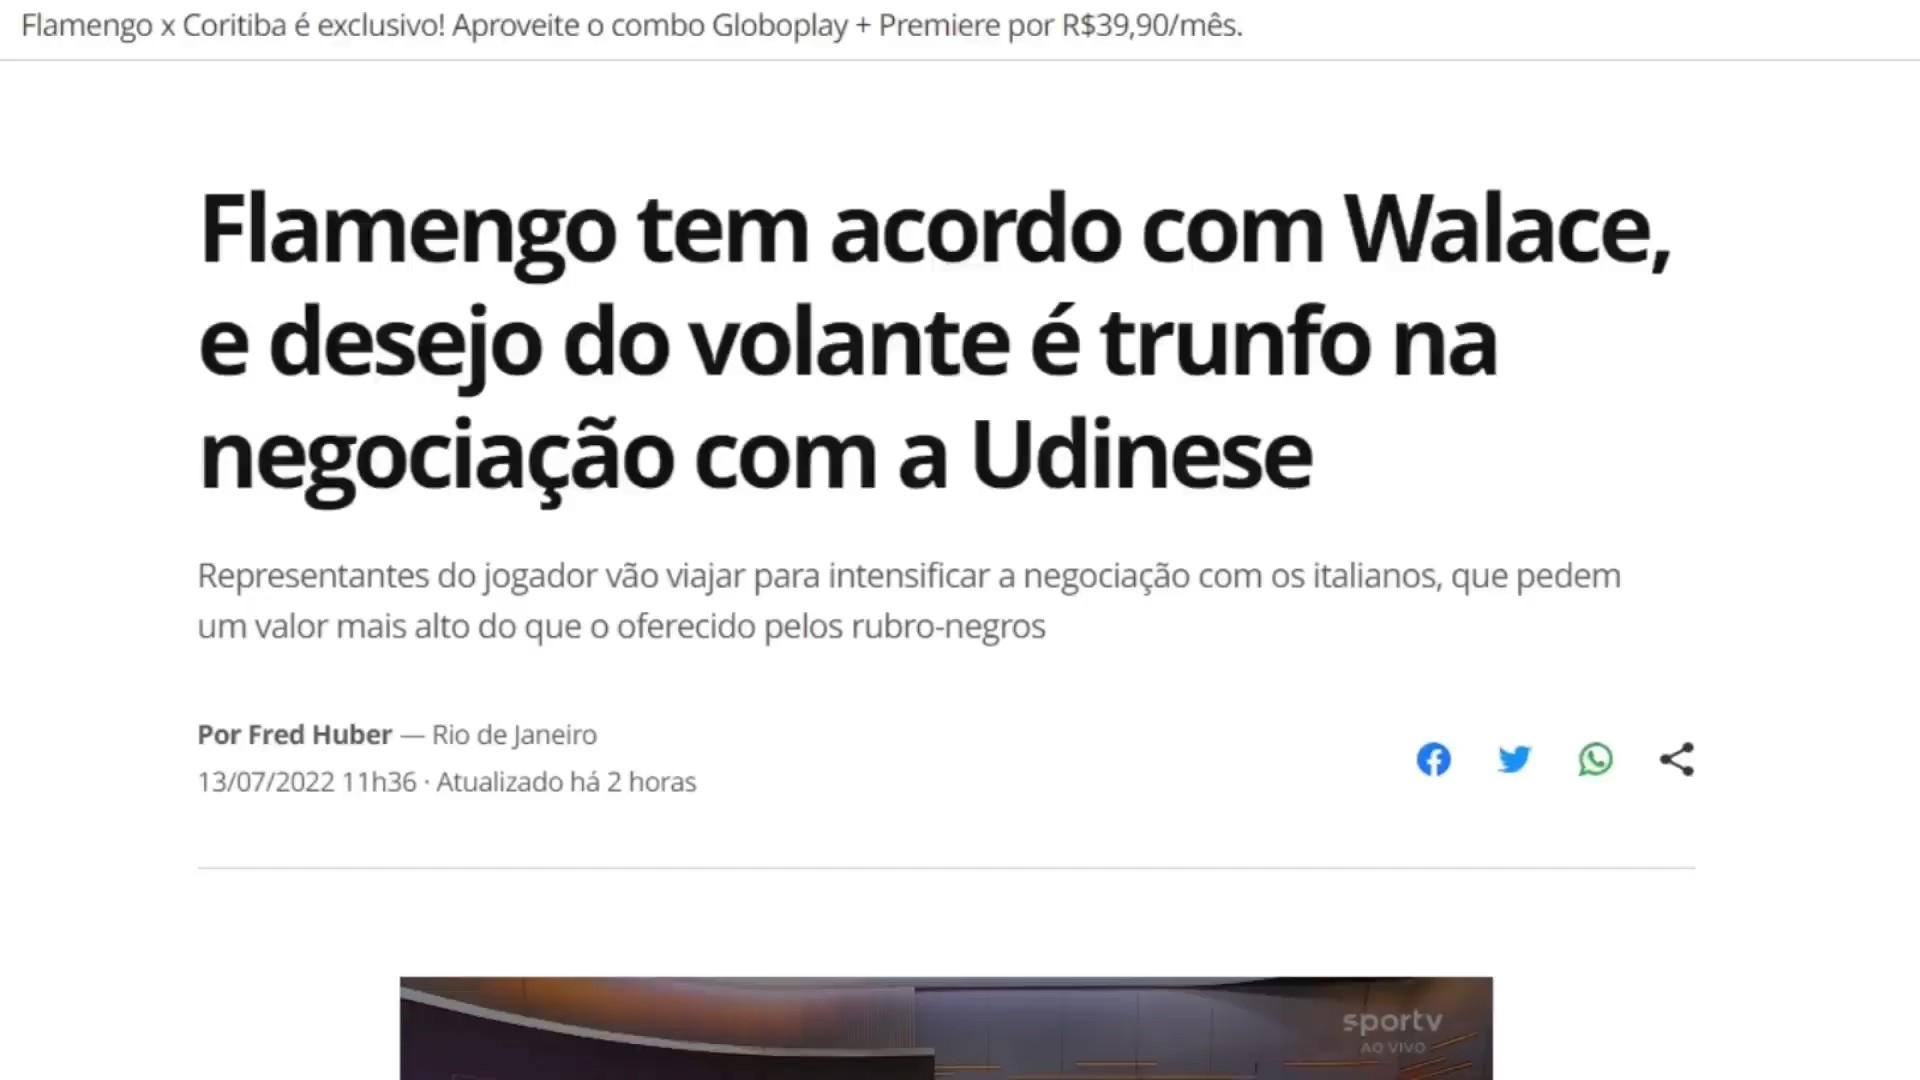 Flamengo x Coritiba é exclusivo! Aproveite o combo Globoplay + Premiere por R$39,90/mês.
Flamengo tem acordo com Walace,
e desejo do volante é trunfo na
negociação com a Udinese
Representantes do jogador vão viajar para intensificar a negociação com os italianos, que pedem
um valor mais alto do que o oferecido pelos rubro-negros
Por Fred Huber — Rio de Janeiro
13/07/2022 11h36 · Atualizado há 2 horas
sportv
AO VIVO